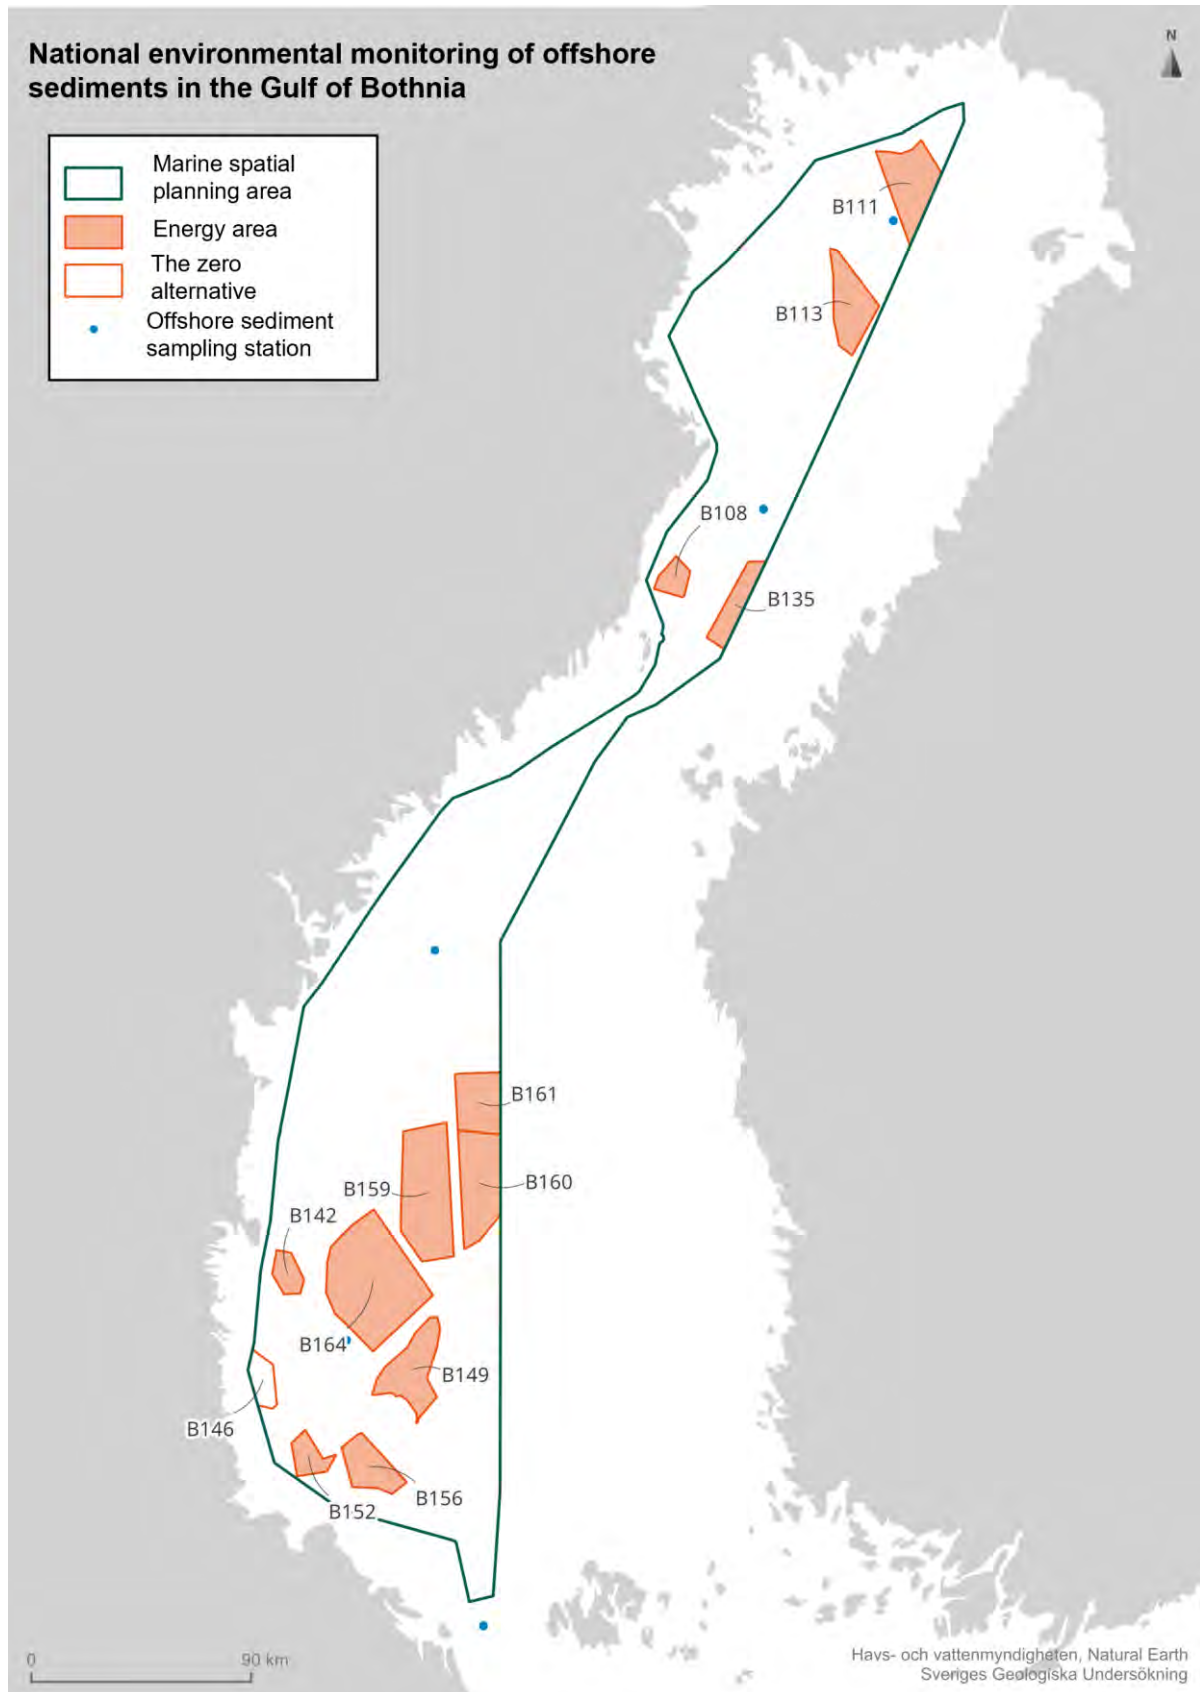 National environmental monitoring of offshore
sediments in the Gulf of Bothnia
N
Marine spatial
planning area
Energy area
The zero
alternative
Offshore sediment
sampling station
B111
B113
B108
B135
B161
B159
B160
B142
B164
B149
B146
B156
B152
0
90 km
Havs- och vattenmyndigheten, Natural Earth
Sveriges Geologiska Undersökning